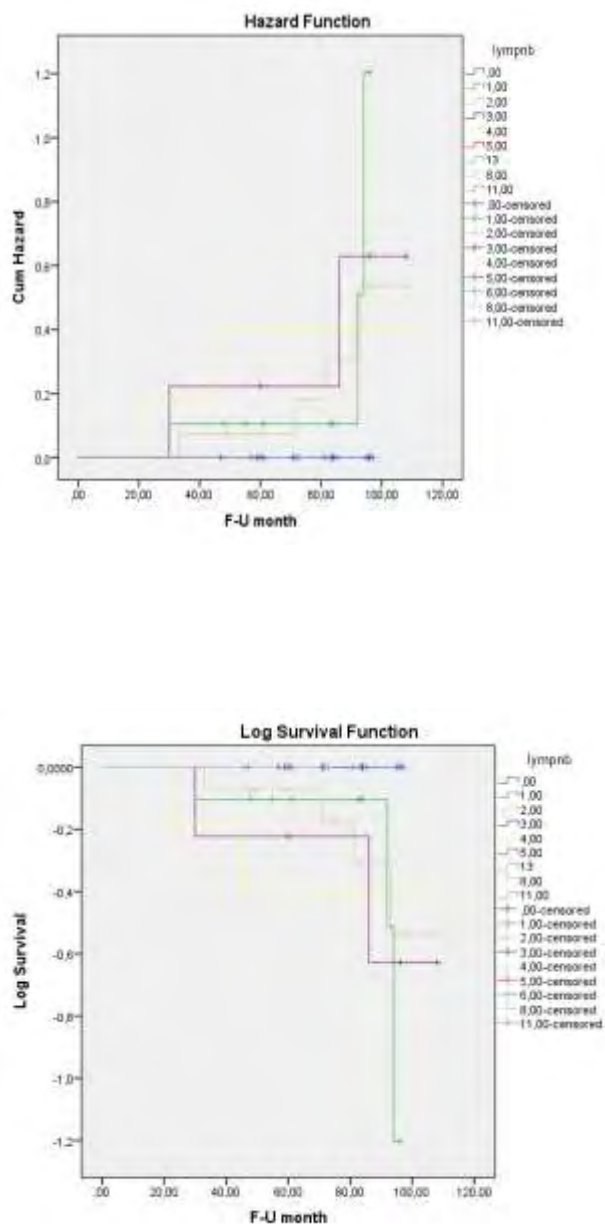 Hazard Function
lympnb
,00
1,00
2,00
3,00
4,00
5,00
13
8,00
11,00
,00-censored
1,00-censored
2,00-censored
3,00-censored
4,00-censored
5,00-censored
6,00-censored
8,00-censored
11,00-censored
Cum Hazard
1,2
1,0
0,8
0,6
0,4
0,2
0,0
,00 20,00 40,00 60,00 80,00 100,00 120,00
F-U month
Log Survival Function
lympnb
,00
1,00
2,00
3,00
4,00
5,00
13
8,00
11,00
,00-censored
1,00-censored
2,00-censored
3,00-censored
4,00-censored
5,00-censored
6,00-censored
8,00-censored
11,00-censored
Log Survival
0,0000
-0,2
-0,4
-0,6
-0,8
-1,0
-1,2
,00 20,00 40,00 60,00 80,00 100,00 120,00
F-U month